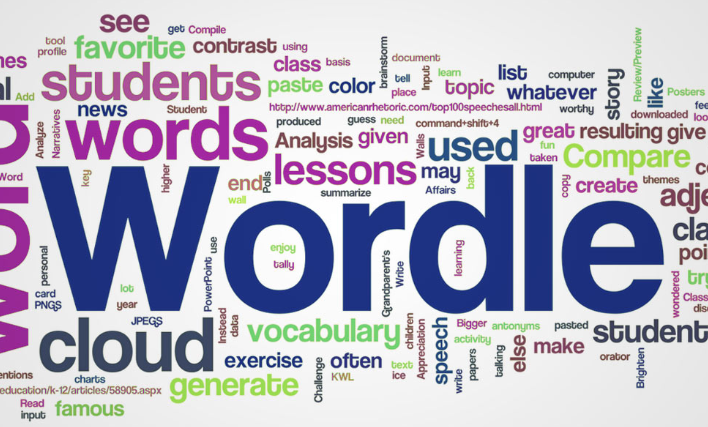 see
get
Compile
tool
profile
favorite
contrast
using
Add
students
class
basis
brainstorm
document
tell
place
Input
learn
topic
list
computer
whatever
worthy
story
like
Review/Preview
Posters
paste
color
news
Student
http://www.americanrhetoric.com/top100speechesall.html
downloaded
Analyze
Narratives
words
produced
guess
need
command+shift+4
Analysis
given
Walls
used
great
resulting
give
fun
taken
Compare
Word
key
higher
end
wall
Polls
lessons
summarize
may
Affairs
back
copy
create
themes
Wordle
personal
card
PNGS
lot
year
JPEGS
PowerPoint
use
enjoy
tally
Grandparent's
Write
learning
wondered
try
Class
cloud
Instead
data
vocabulary
children
Appreciation
speech
Bigger
antonyms
activity
pasted
student
exercise
often
text
ice
write
papers
talking
else
make
orator
Brighten
charts
education/k-12/articles/58905.aspx
generate
Challenge
KWL
Read
input
famous